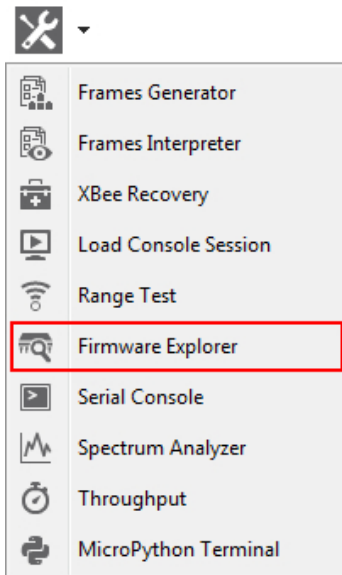 Frames Generator
Frames Interpreter
XBee Recovery
Load Console Session
Range Test
Firmware Explorer
Serial Console
Spectrum Analyzer
Throughput
MicroPython Terminal